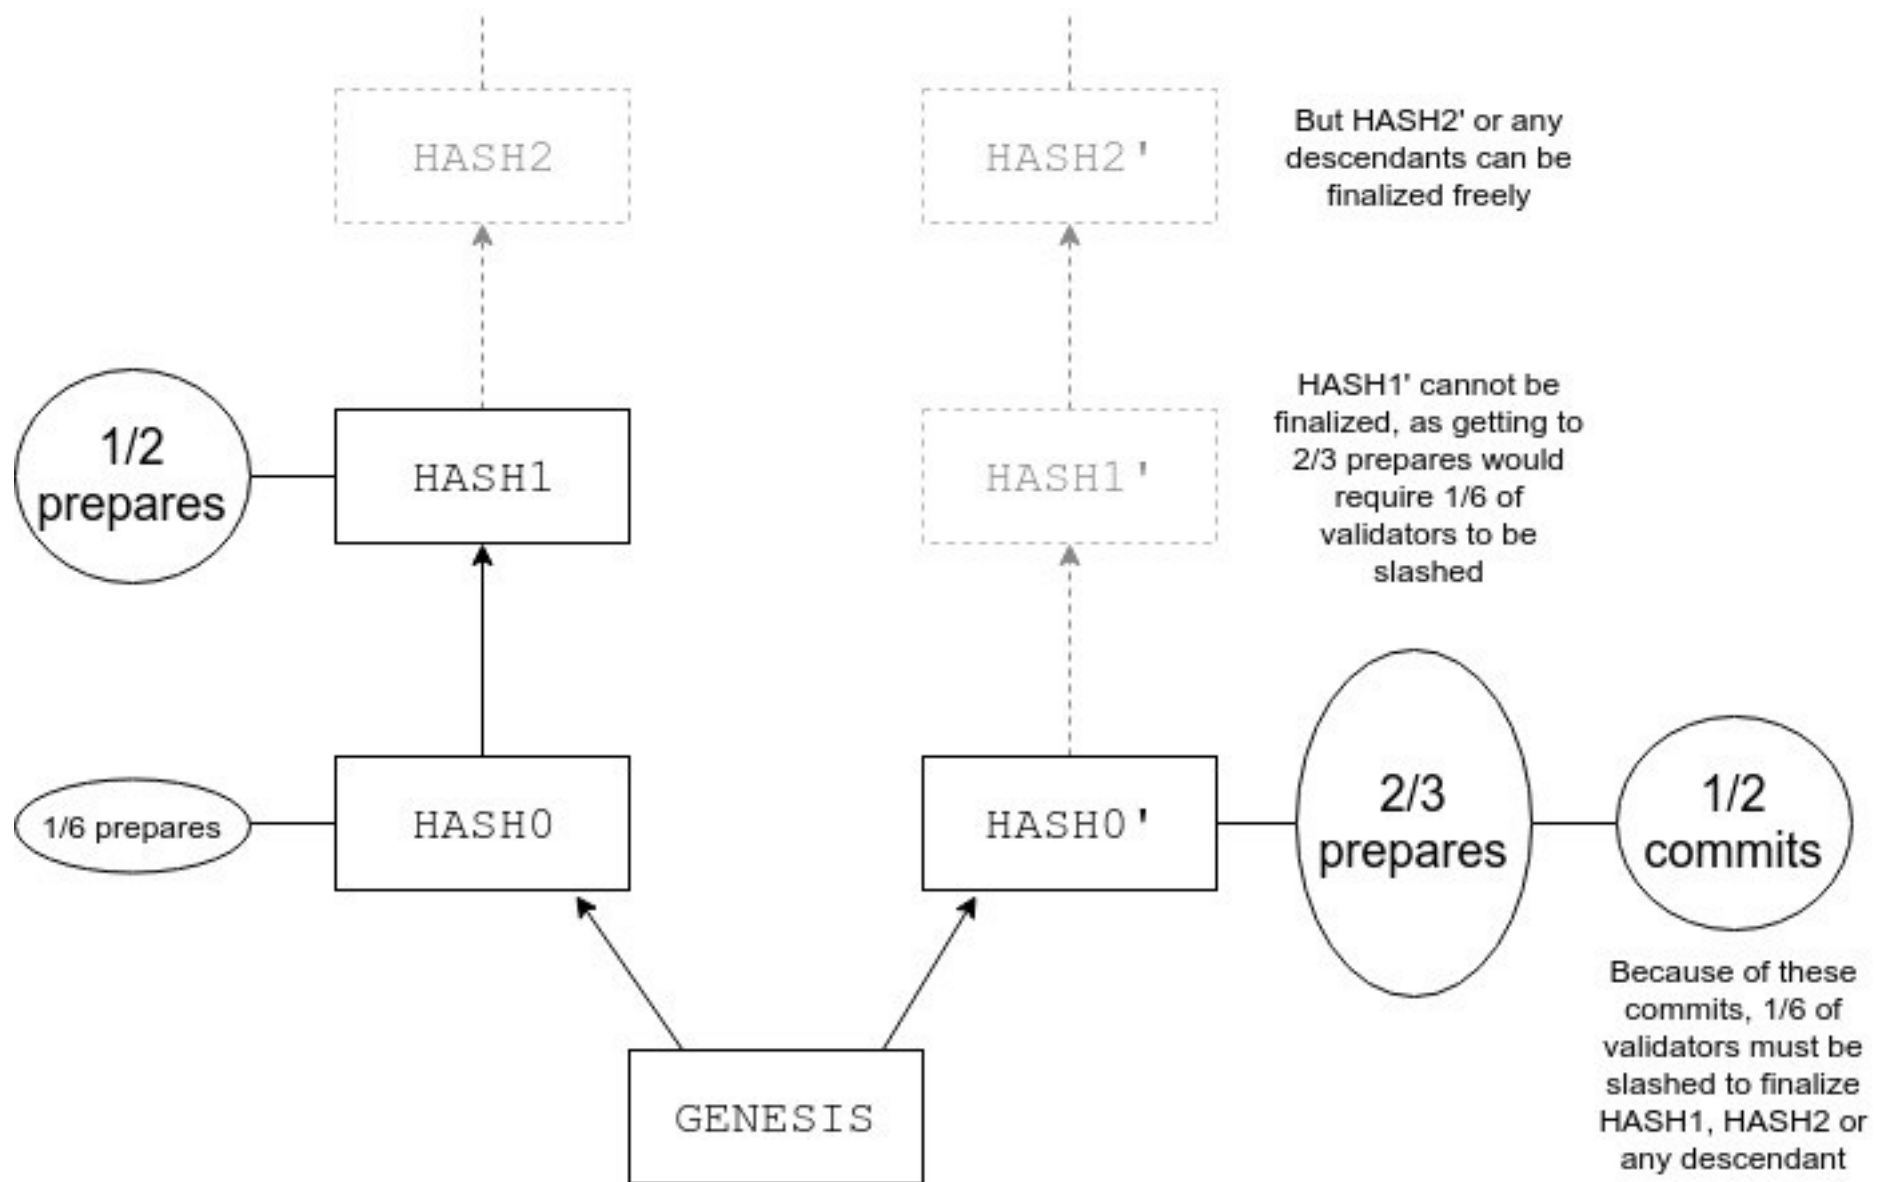 HASH2
HASH2'
But HASH2' or any
descendants can be
finalized freely
1/2
prepares
HASH1
HASH1'
HASH1' cannot be
finalized, as getting to
2/3 prepares would
require 1/6 of
validators to be
slashed
1/6 prepares
HASH0
HASH0'
2/3
prepares
1/2
commits
Because of these
commits, 1/6 of
validators must be
slashed to finalize
HASH1, HASH2 or
any descendant
GENESIS